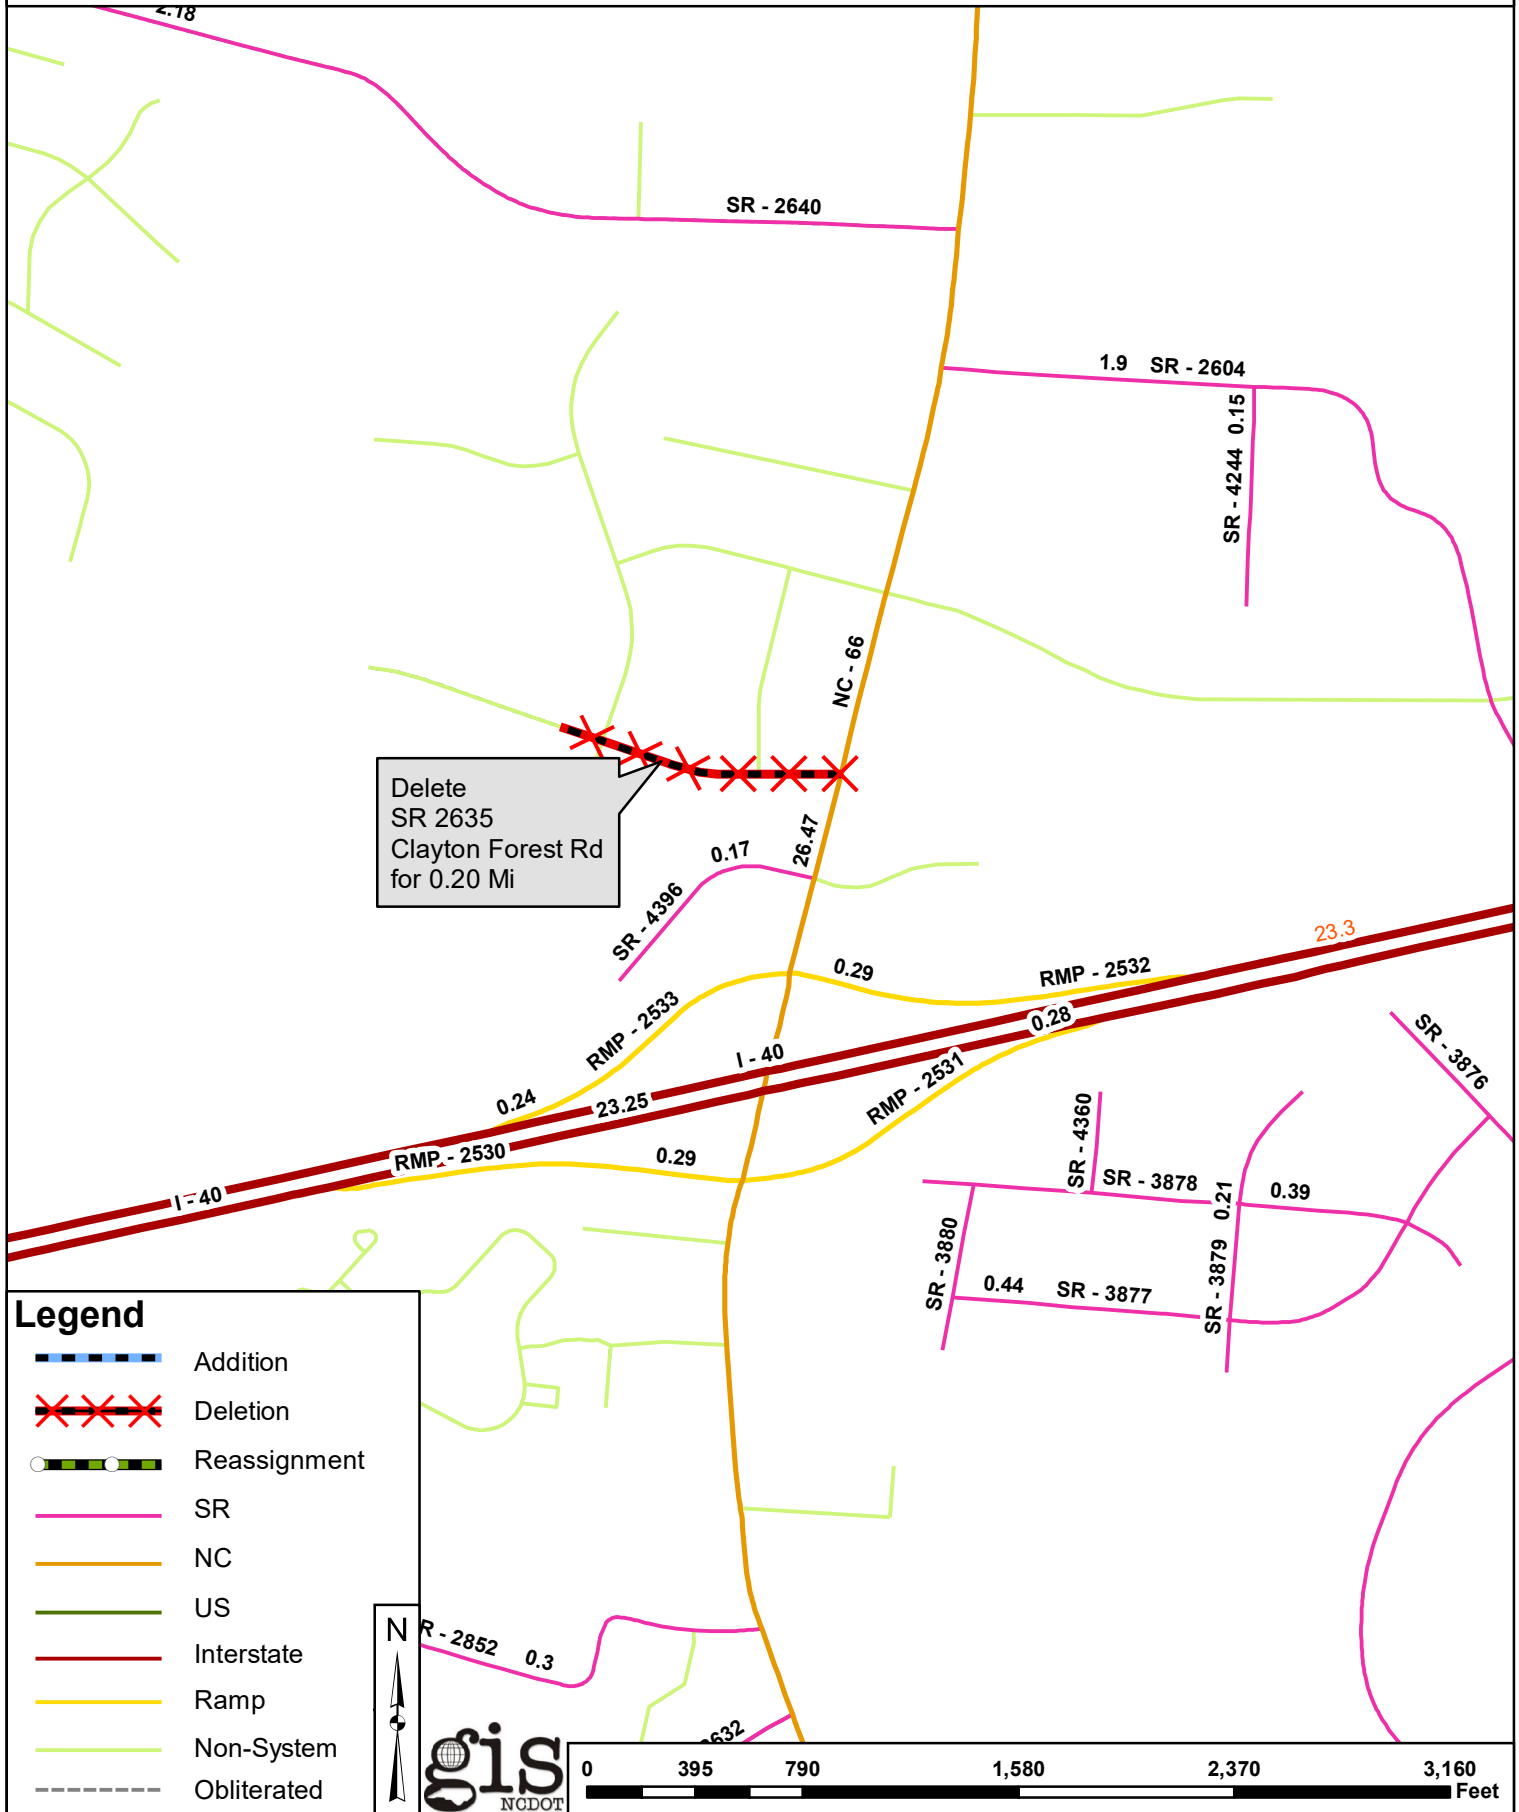 2.18
SR - 2640
1.9 SR - 2604
SR - 4244 0.15
NC - 66
Delete
SR 2635
Clayton Forest Rd
for 0.20 Mi
26.47
0.17
SR - 4396
23.3
0.29
RMP - 2532
RMP - 2533
0.28
I - 40
RMP - 2531
SR - 3876
0.24
23.25
SR - 4360
RMP - 2530
0.29
SR - 3878
0.39
I - 40
SR - 3879 0.21
SR - 3880
0.44 SR - 3877
Legend
Addition
Deletion
Reassignment
SR
NC
US
Interstate
Ramp
Non-System
Obliterated
N
R - 2852 0.3
2632
gis
NCDOT
0 395 790 1,580 2,370 3,160
Feet